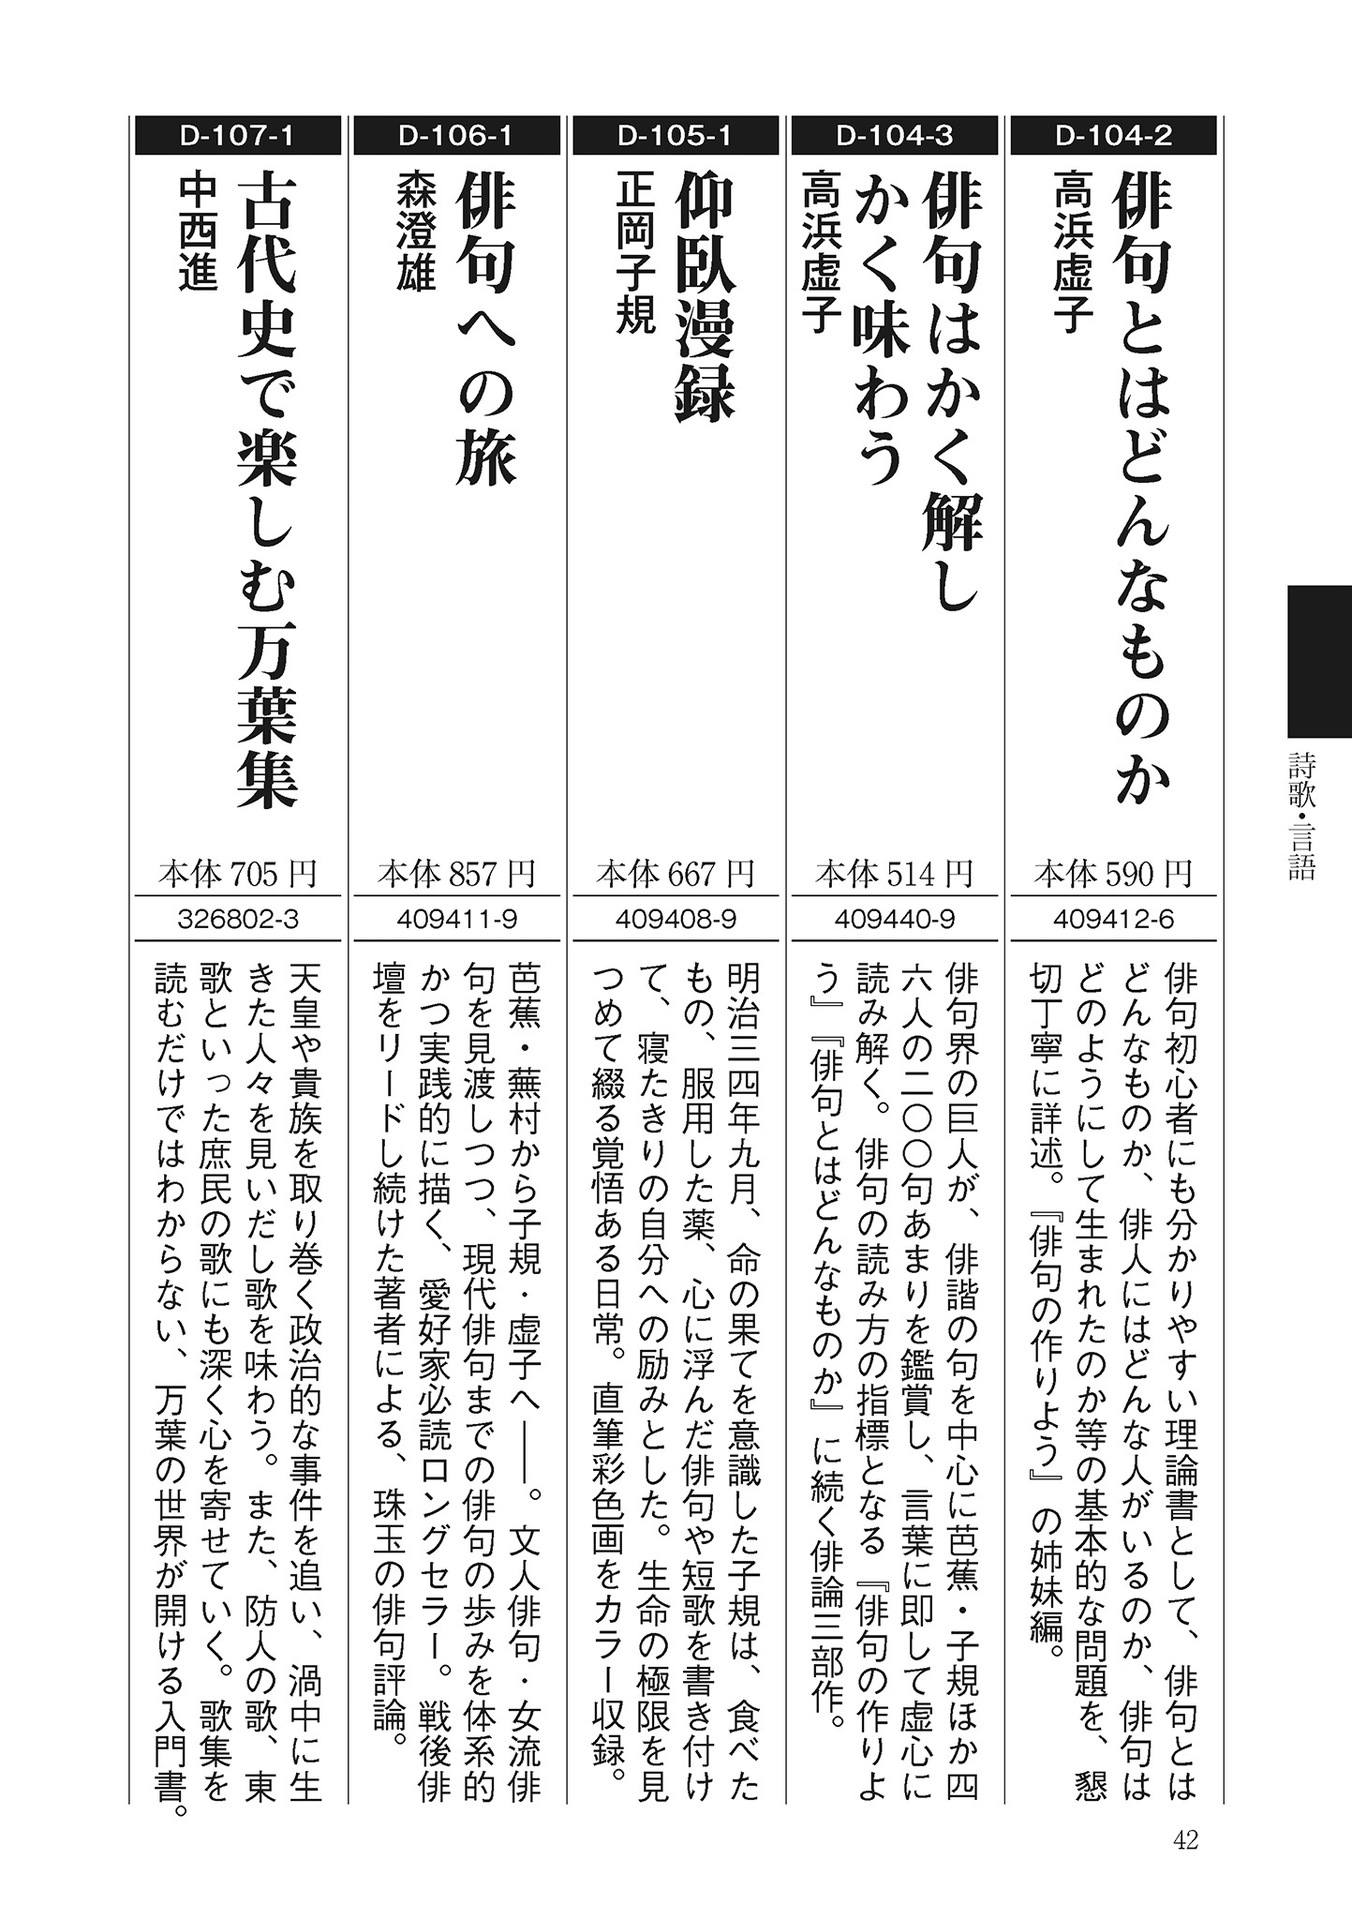 詩歌・言語
D-104-2
俳句とはどんなものか
高浜虚子
本体 590 円
409412-6
俳句初心者にも分かりやすい理論書として、俳句とは
どんなものか、俳人にはどんな人がいるのか、俳句は
どのようにして生まれたのか等の基本的な問題を、懇
切丁寧に詳述。『俳句の作りよう』の姉妹編。
D-104-3
俳句はかく解し
かく味わう
高浜虚子
本体 514 円
409440-9
俳句界の巨人が、俳諧の句を中心に芭蕉・子規ほか四
六人の二〇〇句あまりを鑑賞し、言葉に即して虚心に
読み解く。俳句の読み方の指標となる『俳句の作りよ
う』『俳句とはどんなものか』に続く俳論三部作。
D-105-1
仰臥漫録
正岡子規
本体 667 円
409408-9
明治三四年九月、命の果てを意識した子規は、食べた
もの、服用した薬、心に浮んだ俳句や短歌を書き付け
て、寝たきりの自分への励みとした。生命の極限を見
つめて綴る覚悟ある日常。直筆彩色画をカラー収録。
D-106-1
俳句への旅
森澄雄
本体 857 円
409411-9
芭蕉・蕪村から子規・虚子へ――。文人俳句・女流俳
句を見渡しつつ、現代俳句までの俳句の歩みを体系的
かつ実践的に描く、愛好家必読ロングセラー。戦後俳
壇をリードし続けた著者による、珠玉の俳句評論。
D-107-1
古代史で楽しむ万葉集
中西進
本体 705 円
326802-3
天皇や貴族を取り巻く政治的な事件を追い、渦中に生
きた人々を見いだし歌を味わう。また、防人の歌、東
歌といった庶民の歌にも深く心を寄せていく。歌集を
読むだけではわからない、万葉の世界が開ける入門書。
42